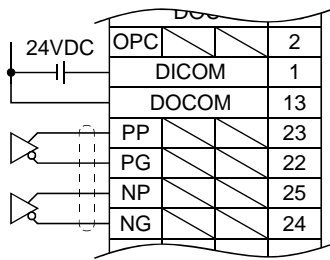 24VDC
OPC 2
DICOM 1
DOCOM 13
PP 23
PG 22
NP 25
NG 24